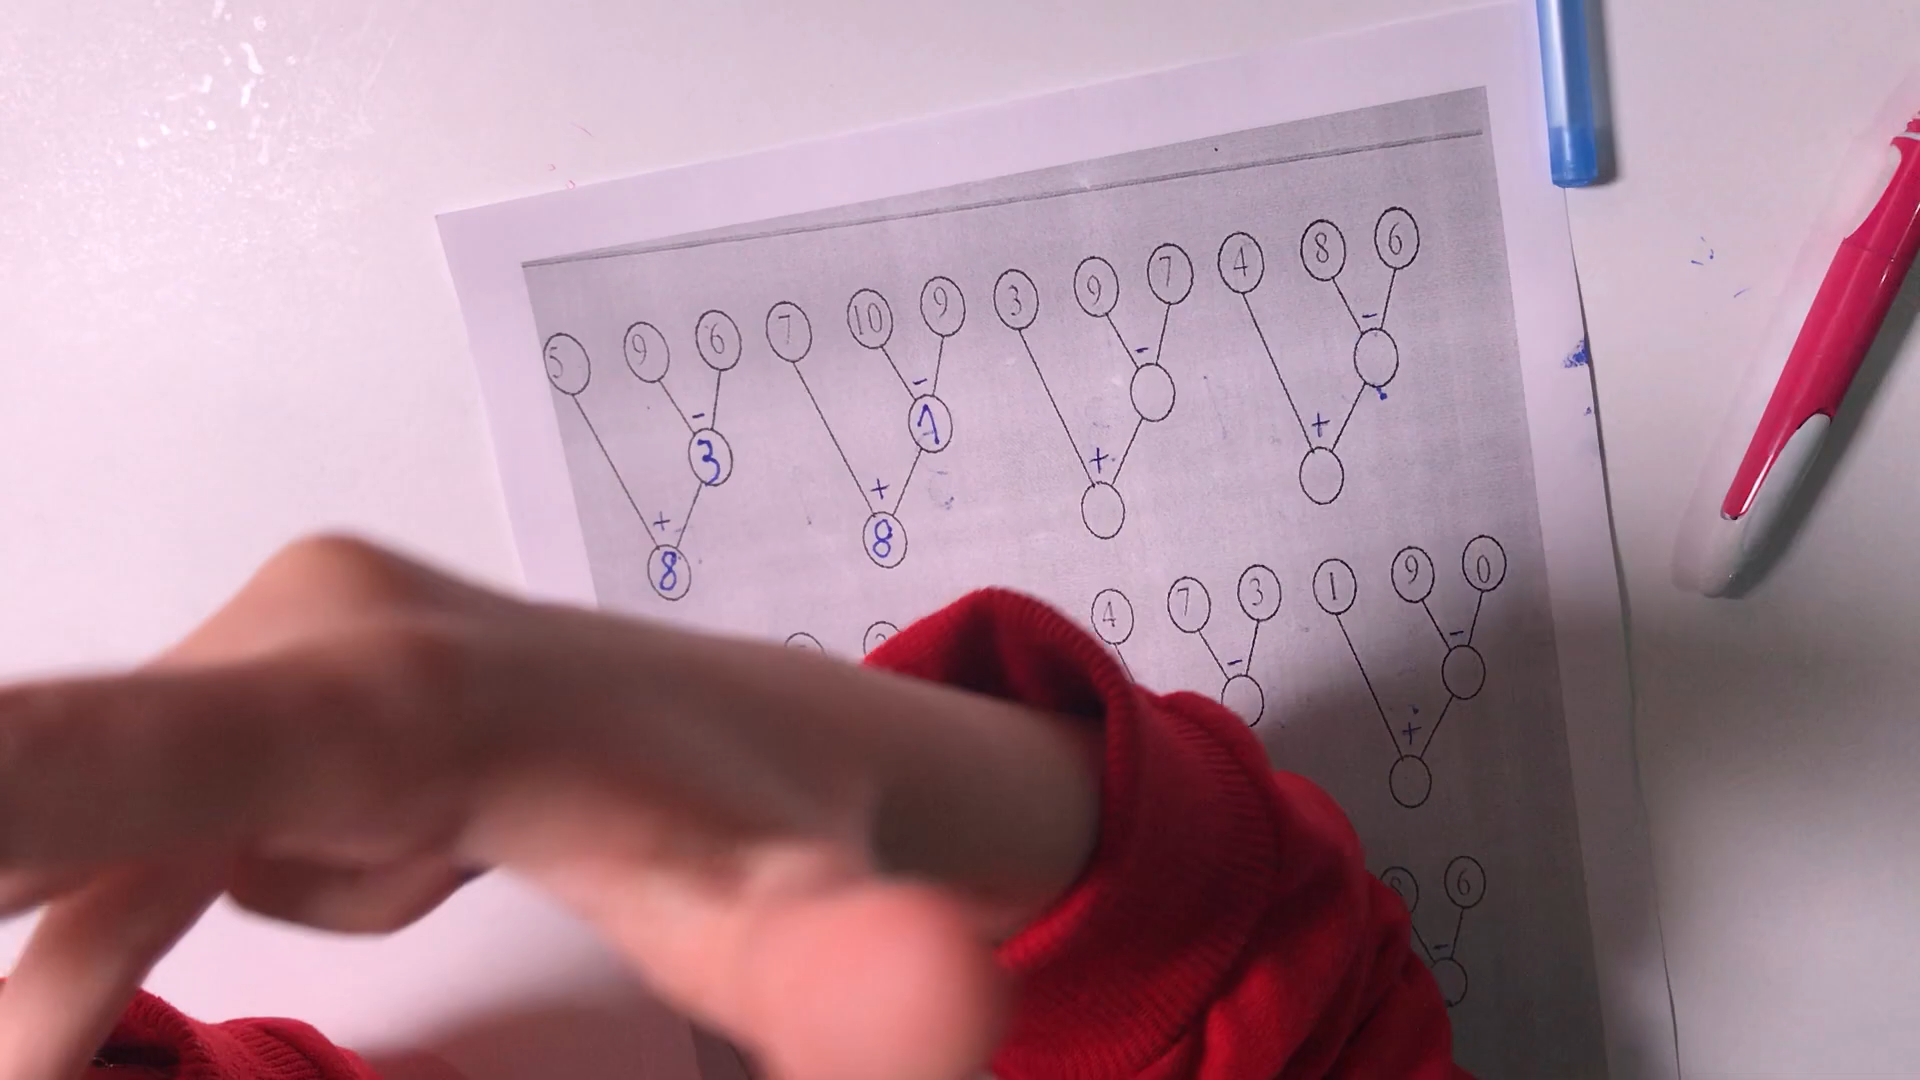 5 9 6 7 10 9 3 9 7 4 8 6
- - - -
3 1
+ + + +
8 8
4 7 3 1 9 0
- -
+
6
-